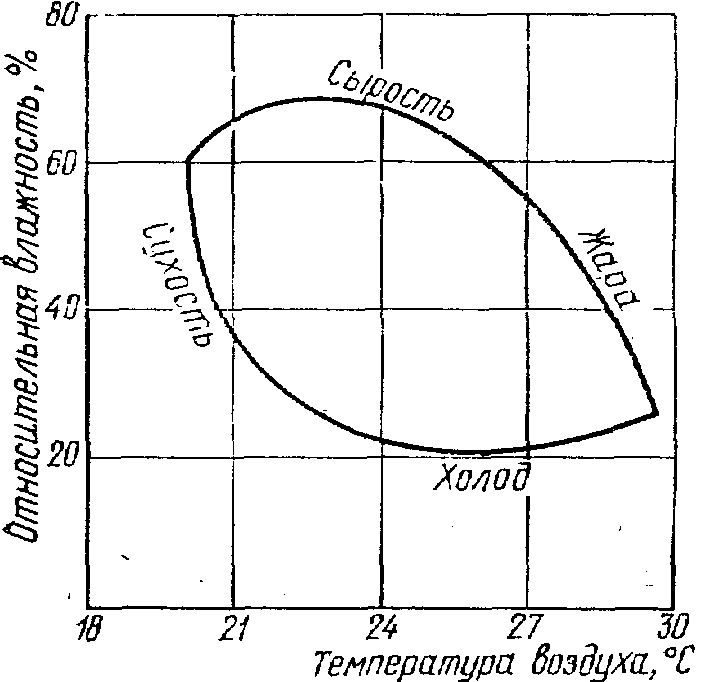 Относительная влажность, %
80
60
40
20
Сырость
Сухость
Жара
Холод
18 21 24 27 30
Температура воздуха, °С